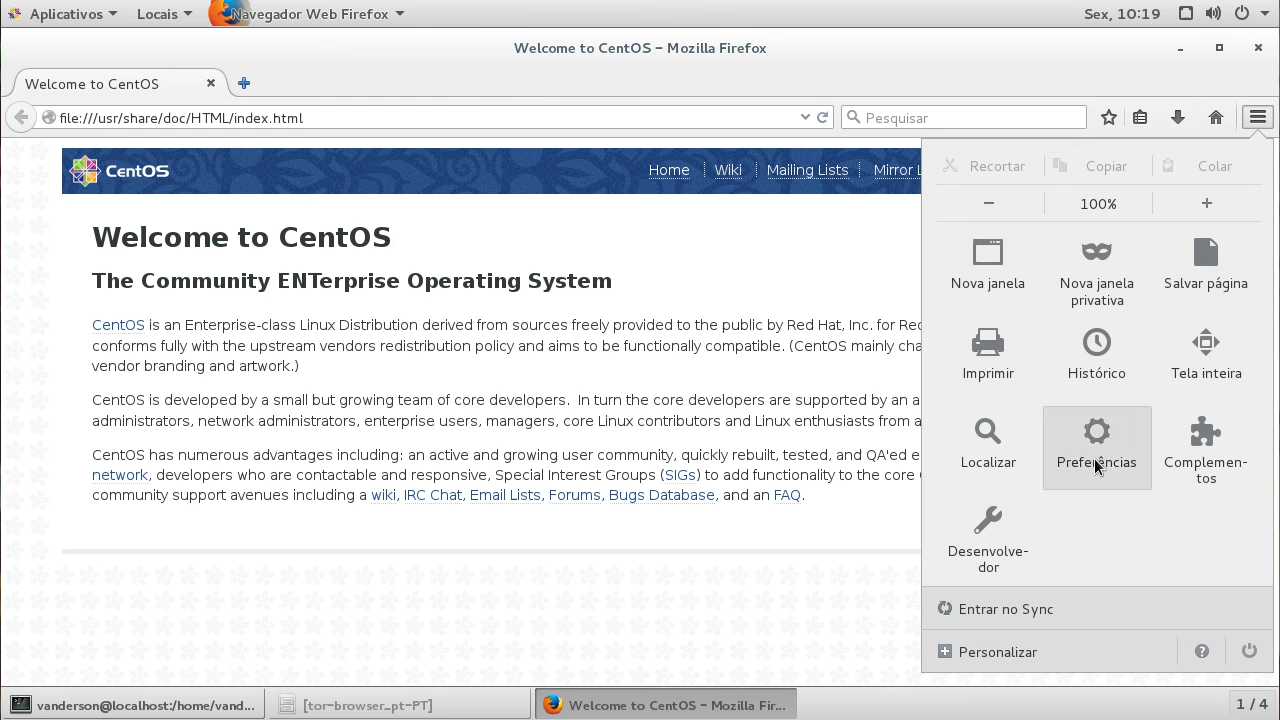 Aplicativos Locais Navegador Web Firefox Sex, 10:19
Welcome to CentOS - Mozilla Firefox
Welcome to CentOS
file:///usr/share/doc/HTML/index.html Pesquisar
CentOS Home Wiki Mailing Lists Mirror L
Welcome to CentOS
The Community ENTerprise Operating System
CentOS is an Enterprise-class Linux Distribution derived from sources freely provided to the public by Red Hat, Inc. for Red
conforms fully with the upstream vendors redistribution policy and aims to be functionally compatible. (CentOS mainly cha
vendor branding and artwork.)
CentOS is developed by a small but growing team of core developers. In turn the core developers are supported by an a
administrators, network administrators, enterprise users, managers, core Linux contributors and Linux enthusiasts from a
CentOS has numerous advantages including: an active and growing user community, quickly rebuilt, tested, and QA'ed e
network, developers who are contactable and responsive, Special Interest Groups (SIGs) to add functionality to the core
community support avenues including a wiki, IRC Chat, Email Lists, Forums, Bugs Database, and an FAQ.
Recortar Copiar Colar
− 100% +
Nova janela
Nova janela
privativa
Salvar página
Imprimir
Histórico
Tela inteira
Localizar
Preferências
Complemen-
tos
Desenvolve-
dor
Entrar no Sync
Personalizar
vanderson@localhost:/home/vand... [tor-browser_pt-PT] Welcome to CentOS - Mozilla Fir... 1 / 4